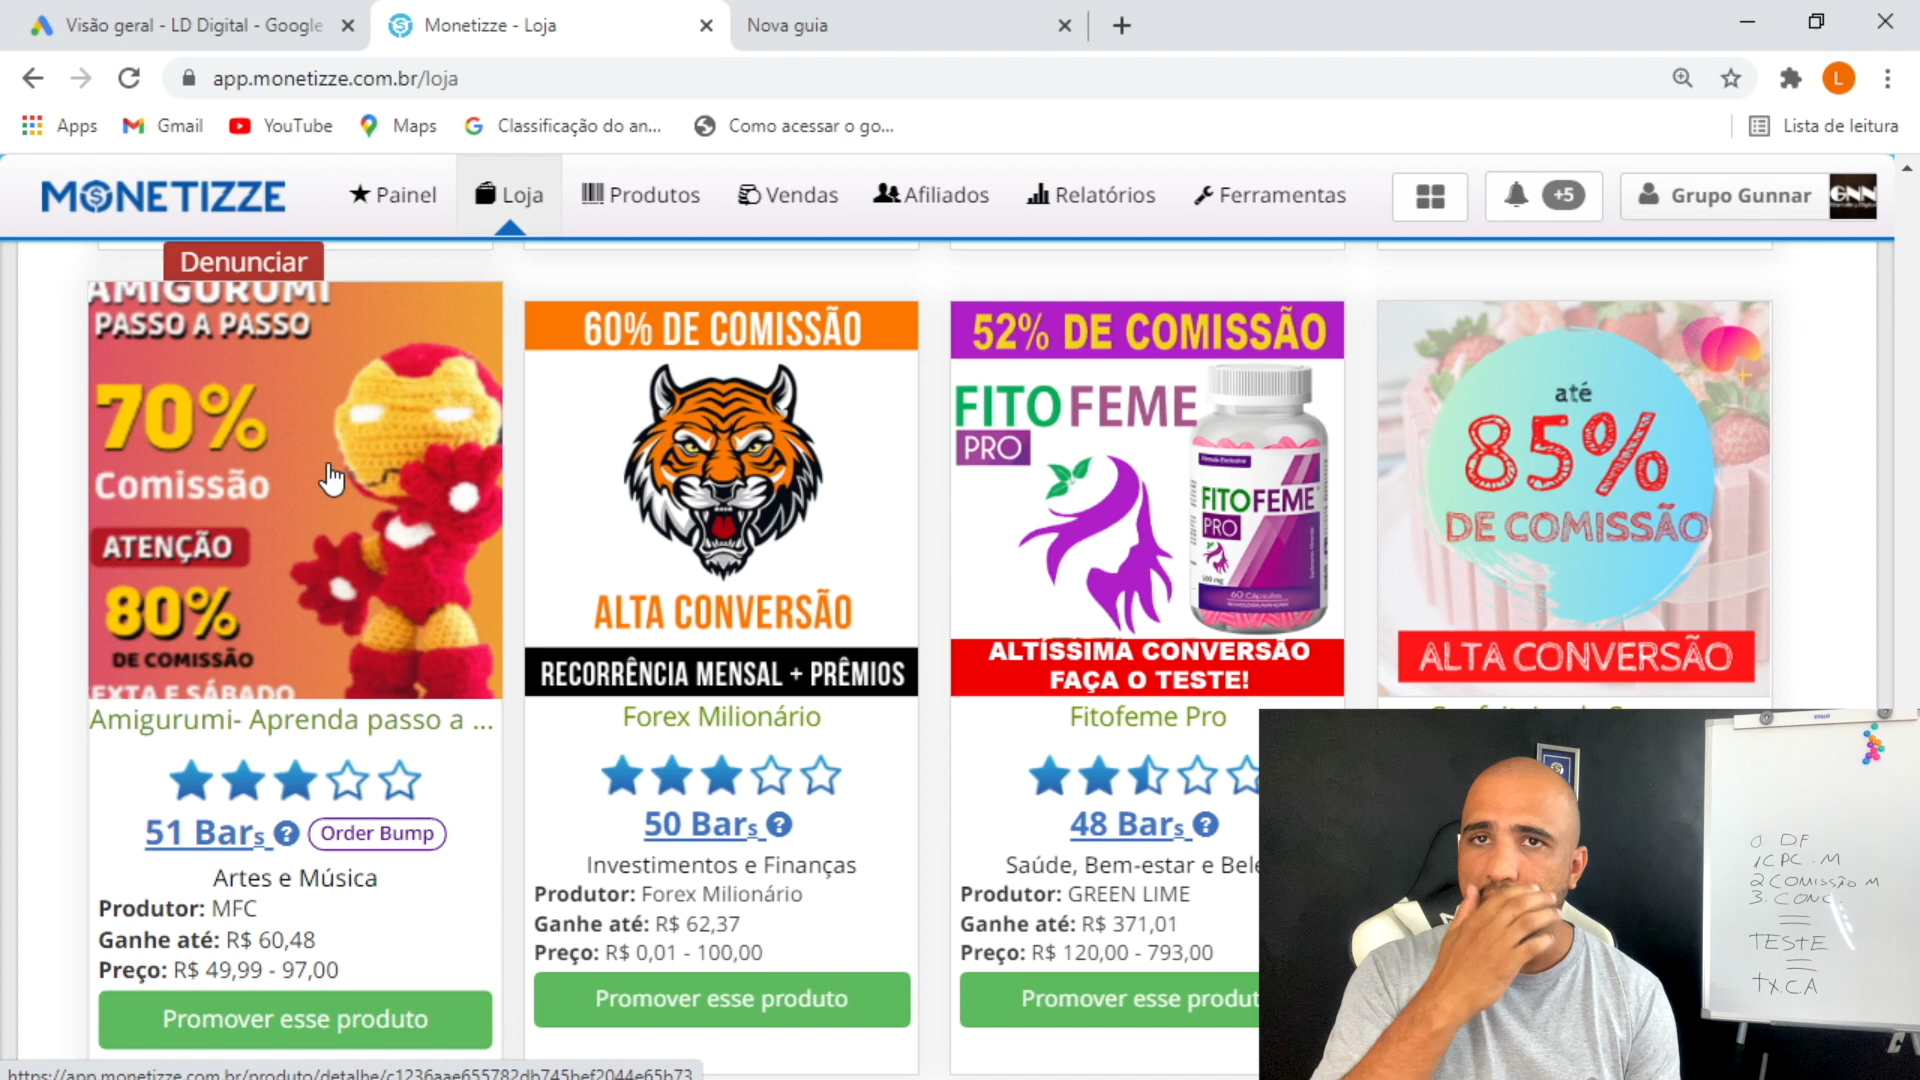 Visão geral - LD Digital - Google
Monetizze - Loja
Nova guia
app.monetizze.com.br/loja
L
Apps
Gmail
YouTube
Maps
Classificação do an...
Como acessar o go...
Lista de leitura
MONETIZZE
Painel
Loja
Produtos
Vendas
Afiliados
Relatórios
Ferramentas
+5
Grupo Gunnar
GNN
Denunciar
AMIGURUMI
PASSO A PASSO
70%
Comissão
ATENÇÃO
80%
DE COMISSÃO
SEXTA E SÁBADO
Amigurumi- Aprenda passo a ...
51 Bars
Order Bump
Artes e Música
Produtor: MFC
Ganhe até: R$ 60,48
Preço: R$ 49,99 - 97,00
Promover esse produto
60% DE COMISSÃO
ALTA CONVERSÃO
RECORRÊNCIA MENSAL + PRÊMIOS
Forex Milionário
50 Bars
Investimentos e Finanças
Produtor: Forex Milionário
Ganhe até: R$ 62,37
Preço: R$ 0,01 - 100,00
Promover esse produto
52% DE COMISSÃO
FITOFEME
PRO
FITOFEME
PRO
60 Cápsulas
ALTÍSSIMA CONVERSÃO
FAÇA O TESTE!
Fitofeme Pro
48 Bars
Saúde, Bem-estar e Bele
Produtor: GREEN LIME
Ganhe até: R$ 371,01
Preço: R$ 120,00 - 793,00
Promover esse produt
até
85%
DE COMISSÃO
ALTA CONVERSÃO
0. DF
1 CPC. M
2 COMISSÃO M
3. CONC.
TESTE
TX.CA
https://app.monetizze.com.br/produto/detalhe/c1236aae655782db745bef2044e65b73